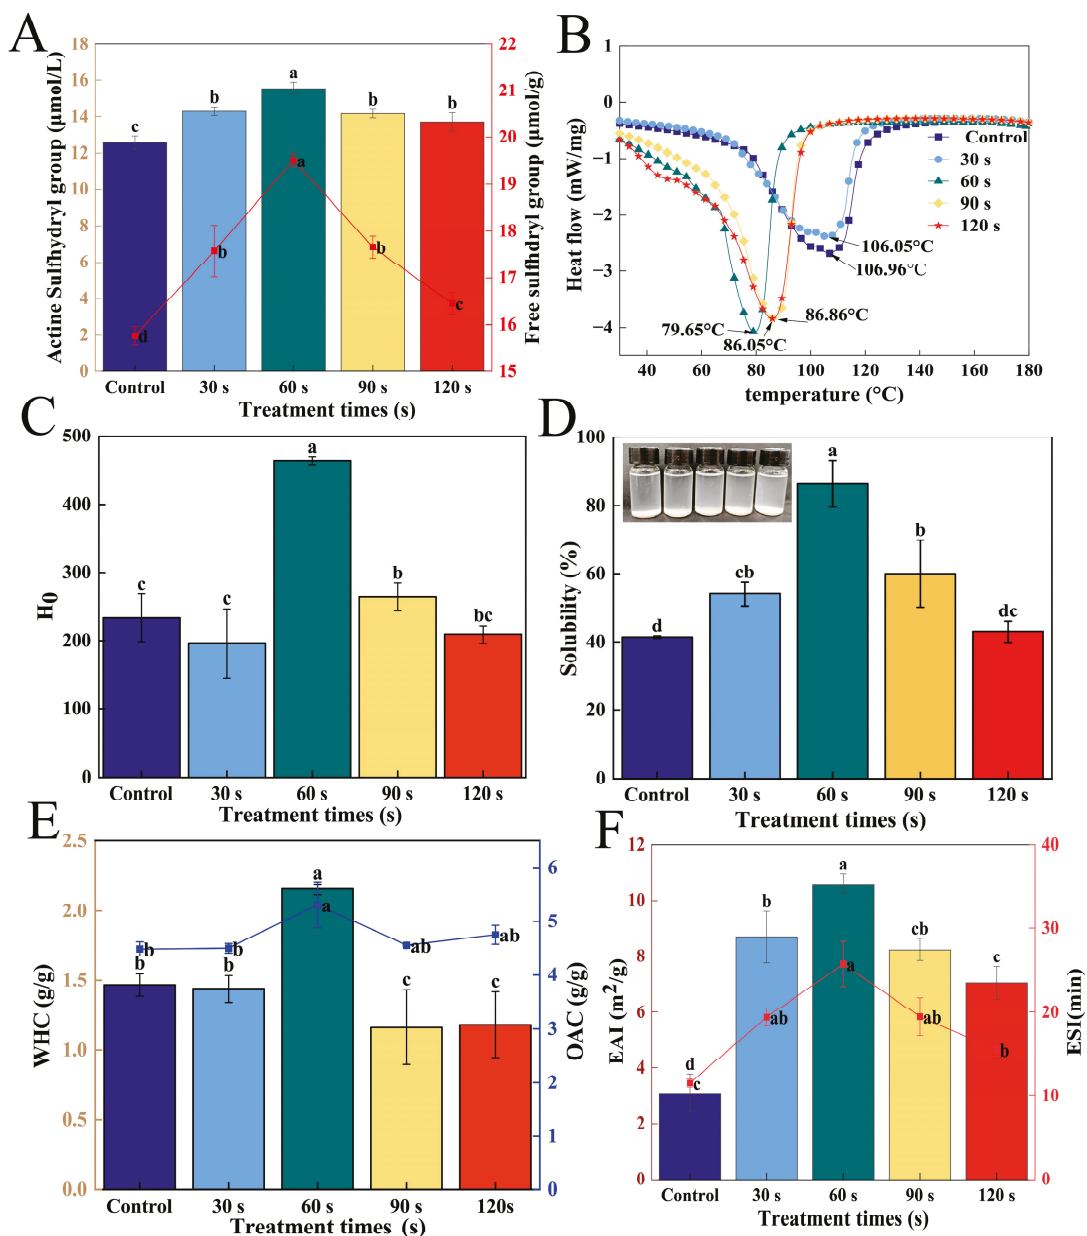 A
Actine Sulfhydryl group (μmol/L)
18
16
14
12
10
8
6
4
2
0
c
b
a
b
b
d
b
a
b
c
22
21
20
19
18
17
16
15
Free sulfhdryl group (μmol/g)
Control 30 s 60 s 90 s 120 s
Treatment times (s)
B
Heat flow (mW/mg)
1
0
−1
−2
−3
−4
Control
30 s
60 s
90 s
120 s
106.05°C
106.96°C
86.86°C
79.65°C
86.05°C
40 60 80 100 120 140 160 180
temperature (°C)
C
H0
500
400
300
200
100
0
c
c
a
b
bc
Control 30 s 60 s 90 s 120 s
Treatment times (s)
D
Solubility (%)
100
80
60
40
20
0
d
cb
a
b
dc
Control 30 s 60 s 90 s 120 s
Treatment times (s)
E
WHC (g/g)
2.5
2.0
1.5
1.0
0.5
0.0
b
b
a
ab
ab
b
b
a
c
c
6
5
4
3
2
1
0
OAC (g/g)
Control 30 s 60 s 90 s 120s
Treatment times (s)
F
EAI (m2/g)
12
10
8
6
4
2
0
d
b
a
cb
c
c
ab
a
ab
b
40
30
20
10
0
ESI(min)
Control 30 s 60 s 90 s 120 s
Treatment times (s)